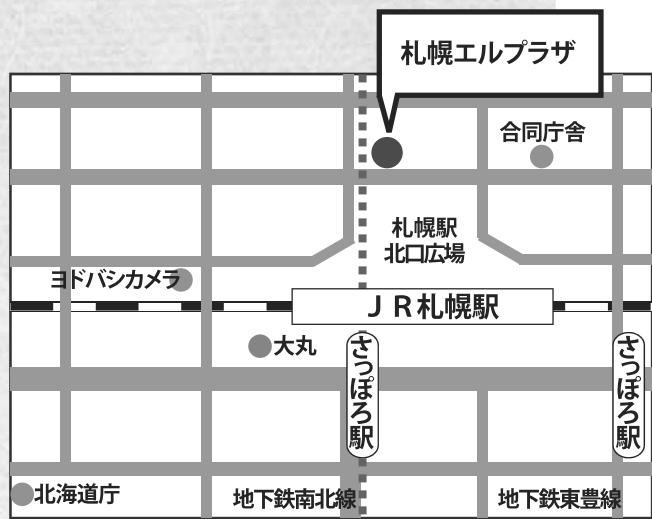 札幌エルプラザ
合同庁舎
札幌駅
北口広場
ヨドバシカメラ
ＪＲ札幌駅
大丸
さっぽろ駅
さっぽろ駅
北海道庁
地下鉄南北線
地下鉄東豊線